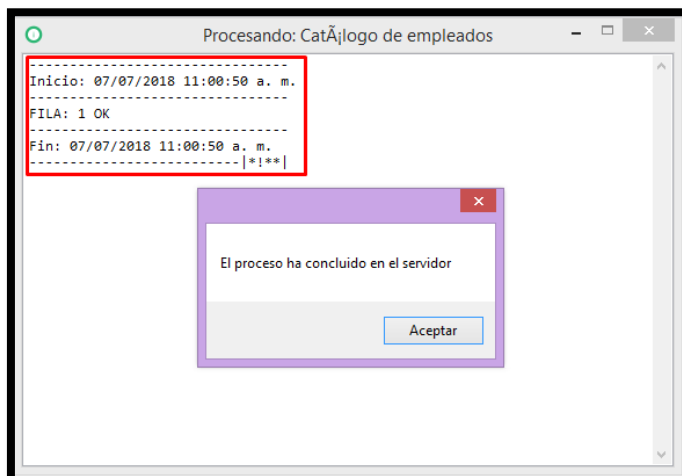 Procesando: CatÃ¡logo de empleados
--------------------------------
Inicio: 07/07/2018 11:00:50 a. m.
--------------------------------
FILA: 1 OK
--------------------------------
Fin: 07/07/2018 11:00:50 a. m.
--------------------------|*!**|
El proceso ha concluido en el servidor
Aceptar